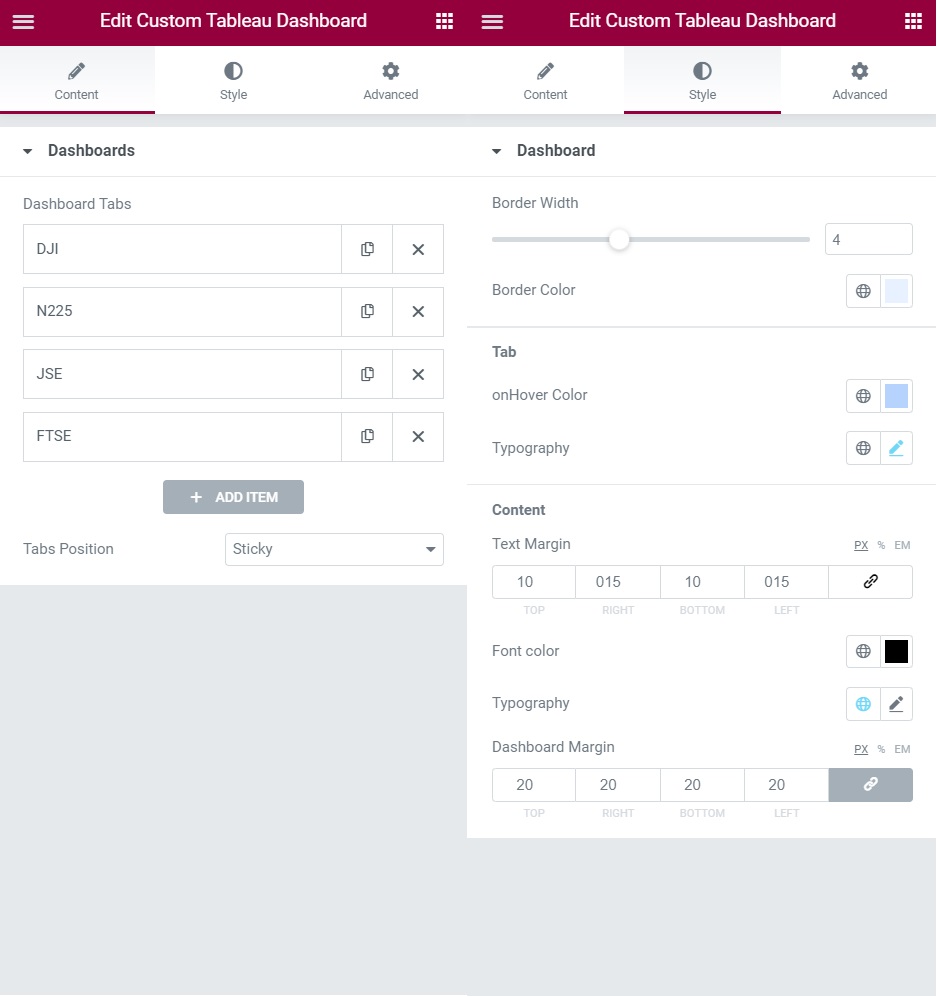 Edit Custom Tableau Dashboard
Content Style Advanced
Dashboards
Dashboard Tabs
DJI
N225
JSE
FTSE
+ ADD ITEM
Tabs Position Sticky
Edit Custom Tableau Dashboard
Content Style Advanced
Dashboard
Border Width
4
Border Color
Tab
onHover Color
Typography
Content
Text Margin PX % EM
10 015 10 015
TOP RIGHT BOTTOM LEFT
Font color
Typography
Dashboard Margin PX % EM
20 20 20 20
TOP RIGHT BOTTOM LEFT